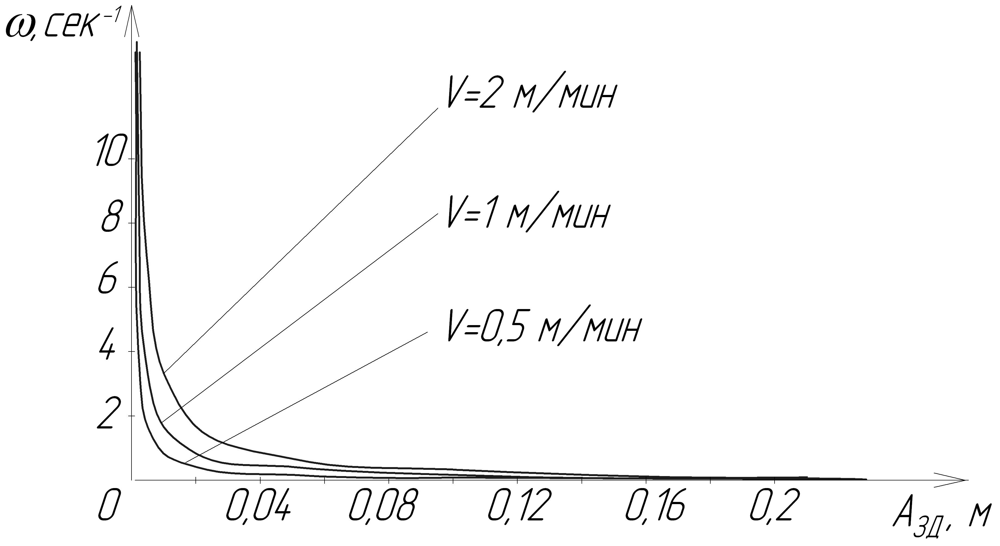 ω, сек⁻¹
V=2 м/мин
10
V=1 м/мин
8
6
V=0,5 м/мин
4
2
0 0,04 0,08 0,12 0,16 0,2 Aзд, м